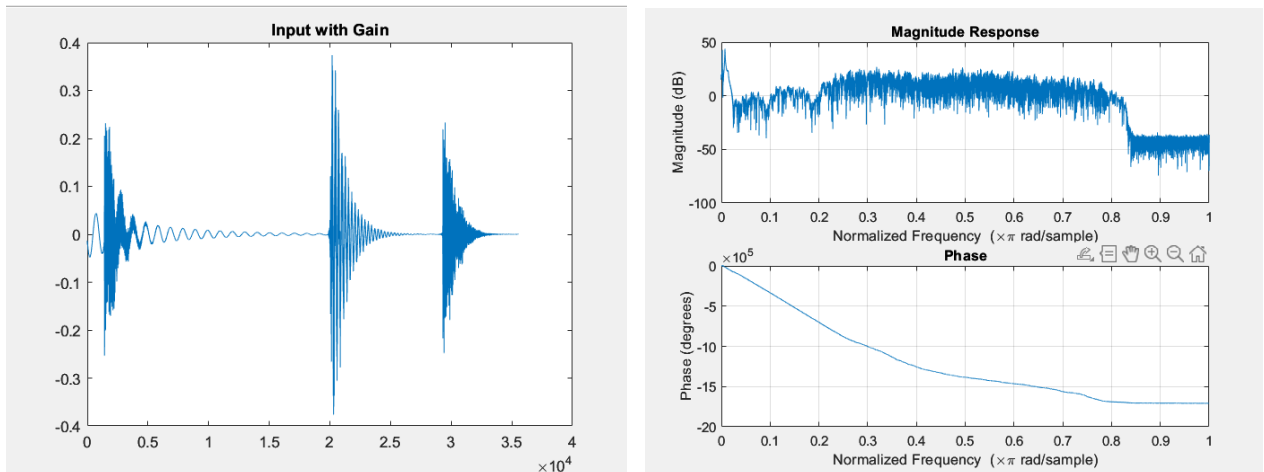 Input with Gain
0.4
0.3
0.2
0.1
0
-0.1
-0.2
-0.3
-0.4
0 0.5 1 1.5 2 2.5 3 3.5 4
×10⁴
Magnitude Response
Magnitude (dB)
50
0
-50
-100
0 0.1 0.2 0.3 0.4 0.5 0.6 0.7 0.8 0.9 1
Normalized Frequency (×π rad/sample)
Phase
×10⁵
Phase (degrees)
0
-5
-10
-15
-20
0 0.1 0.2 0.3 0.4 0.5 0.6 0.7 0.8 0.9 1
Normalized Frequency (×π rad/sample)